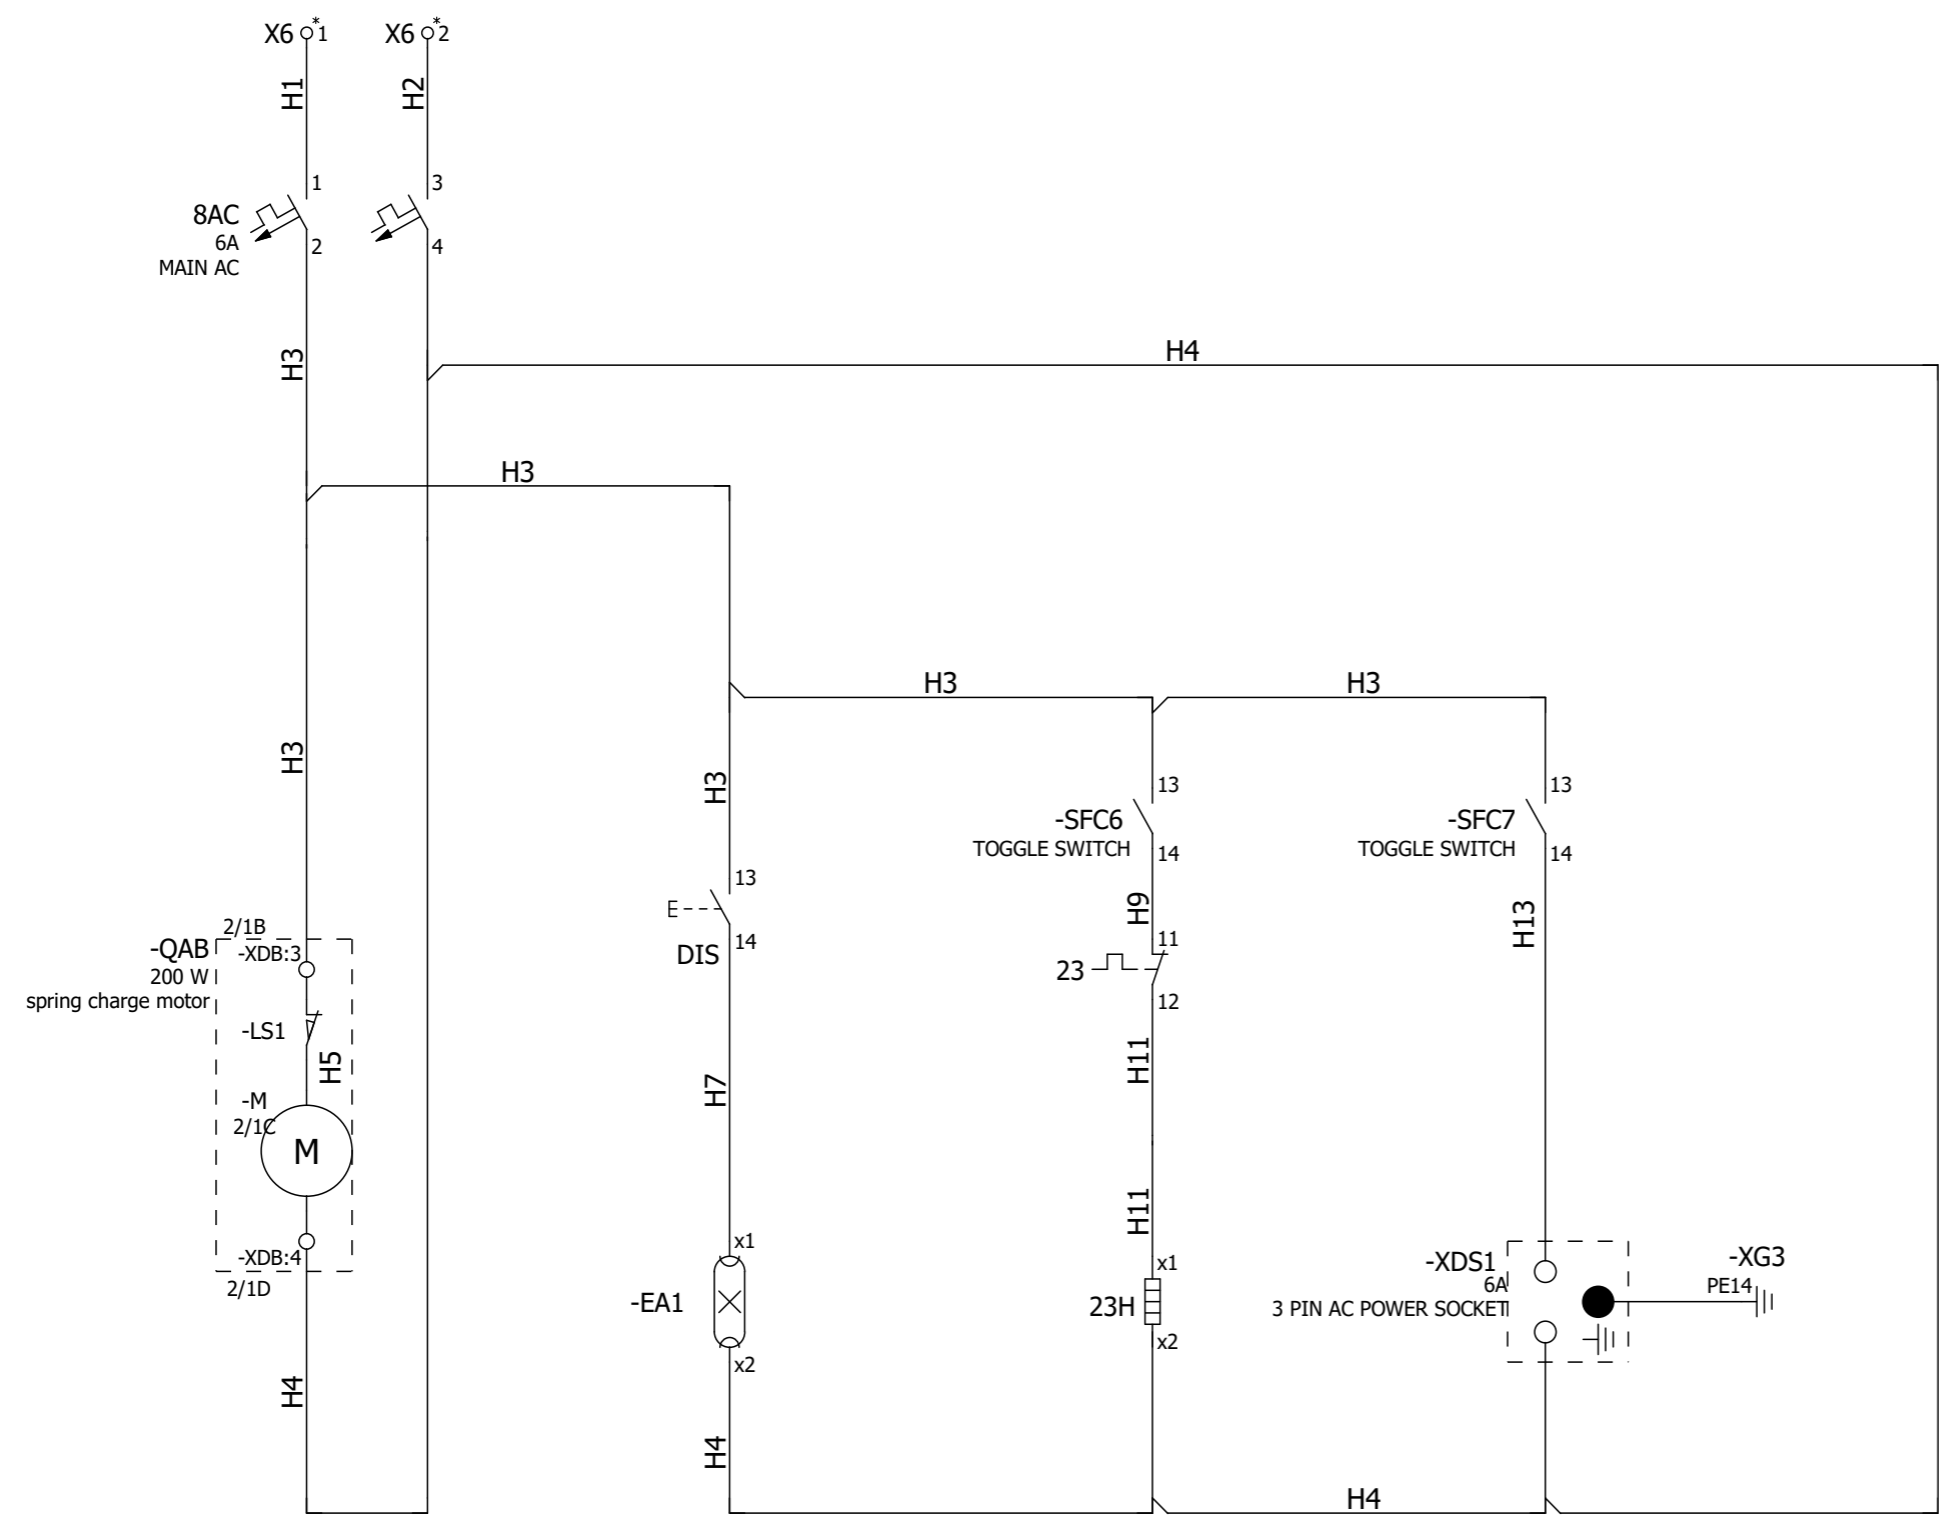 X6 * 1
X6 * 2
H1
H2
1
3
8AC
6A
MAIN AC
2
4
H3
H4
H3
H3
H3
H3
H3
13
13
-SFC6
TOGGLE SWITCH
-SFC7
TOGGLE SWITCH
14
14
13
E
14
DIS
H9
H13
2/1B
-QAB
-XDB:3
200 W
spring charge motor
11
23
12
-LS1
H5
H7
H11
-M
2/1C
M
H11
-XDB:4
2/1D
x1
-EA1
x2
x1
23H
x2
-XDS1
6A
3 PIN AC POWER SOCKET
-XG3
PE14
H4
H4
H4